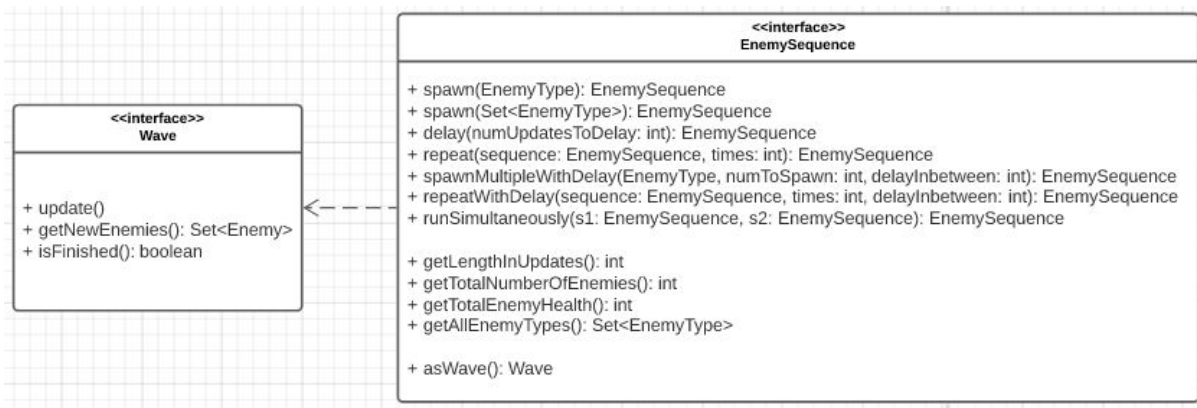 <<interface>>
Wave
+ update()
+ getNewEnemies(): Set<Enemy>
+ isFinished(): boolean
<<interface>>
EnemySequence
+ spawn(EnemyType): EnemySequence
+ spawn(Set<EnemyType>): EnemySequence
+ delay(numUpdatesToDelay: int): EnemySequence
+ repeat(sequence: EnemySequence, times: int): EnemySequence
+ spawnMultipleWithDelay(EnemyType, numToSpawn: int, delayInbetween: int): EnemySequence
+ repeatWithDelay(sequence: EnemySequence, times: int, delayInbetween: int): EnemySequence
+ runSimultaneously(s1: EnemySequence, s2: EnemySequence): EnemySequence
+ getLengthInUpdates(): int
+ getTotalNumberOfEnemies(): int
+ getTotalEnemyHealth(): int
+ getAllEnemyTypes(): Set<EnemyType>
+ asWave(): Wave